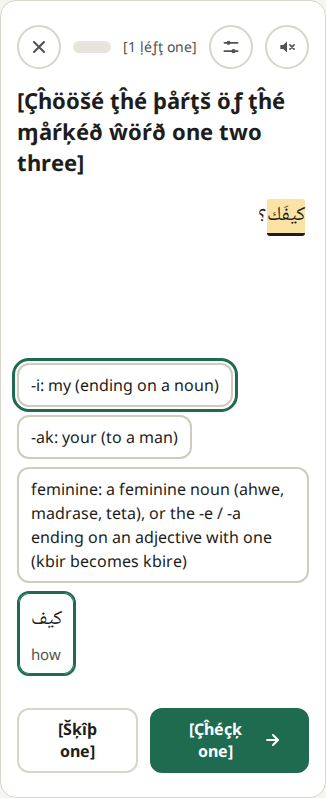 [1 ļéƒţ one]
[Çĥööšé ţĥé þåŕţš öƒ ţĥé
ɱåŕķéð ŵöŕð one two
three]
كيفَك؟
-i: my (ending on a noun)
-ak: your (to a man)
feminine: a feminine noun (ahwe,
madrase, teta), or the -e / -a
ending on an adjective with one
(kbir becomes kbire)
كيف
how
[Šķîþ
one]
[Çĥéçķ
one]